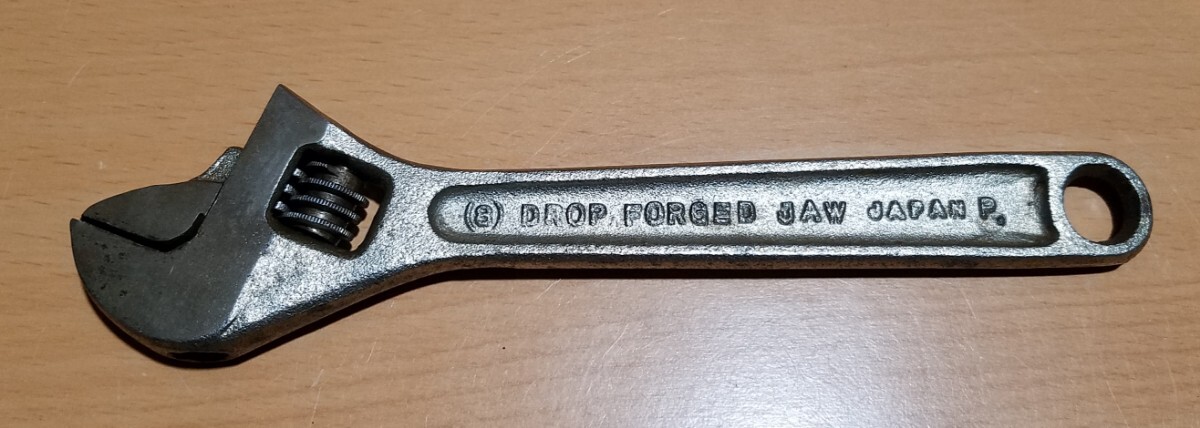 (8) DROP FORGED JAW JAPAN P.